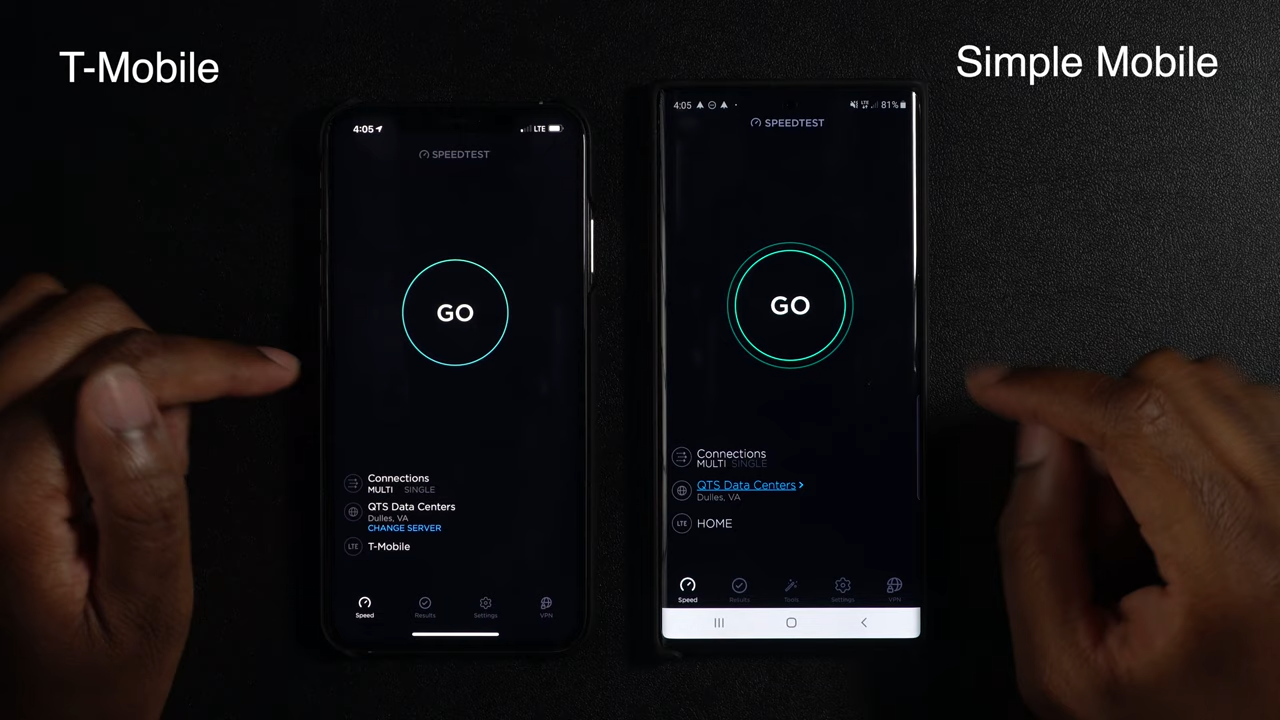 T-Mobile
Simple Mobile
4:05
LTE
SPEEDTEST
GO
Connections
MULTI SINGLE
QTS Data Centers
Dulles, VA
CHANGE SERVER
LTE T-Mobile
Speed Results Settings VPN
4:05
LTE 81%
SPEEDTEST
GO
Connections
MULTI SINGLE
QTS Data Centers >
Dulles, VA
LTE HOME
Speed Results Tools Settings VPN